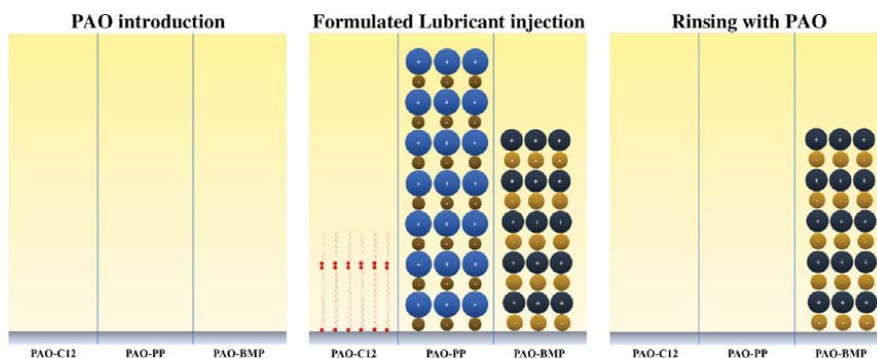 PAO introduction
PAO-C12 PAO-PP PAO-BMP
Formulated Lubricant injection
PAO-C12 PAO-PP PAO-BMP
Rinsing with PAO
PAO-C12 PAO-PP PAO-BMP